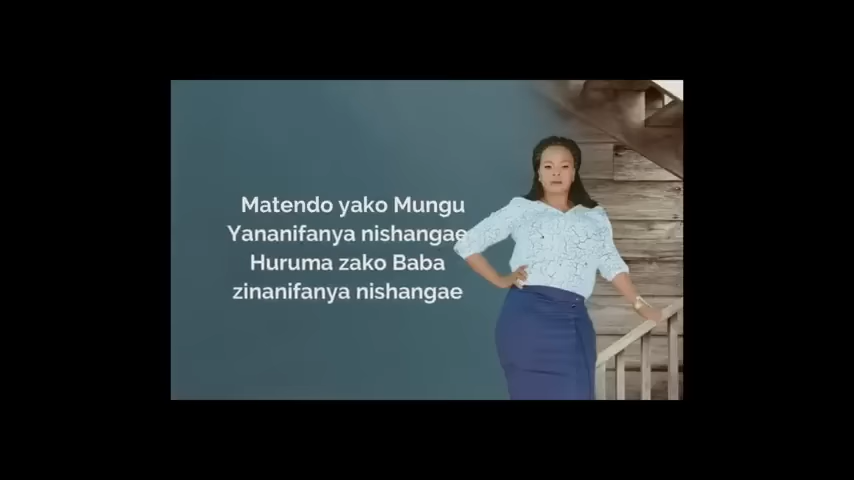 Matendo yako Mungu
Yananifanya nishangae
Huruma zako Baba
zinanifanya nishangae